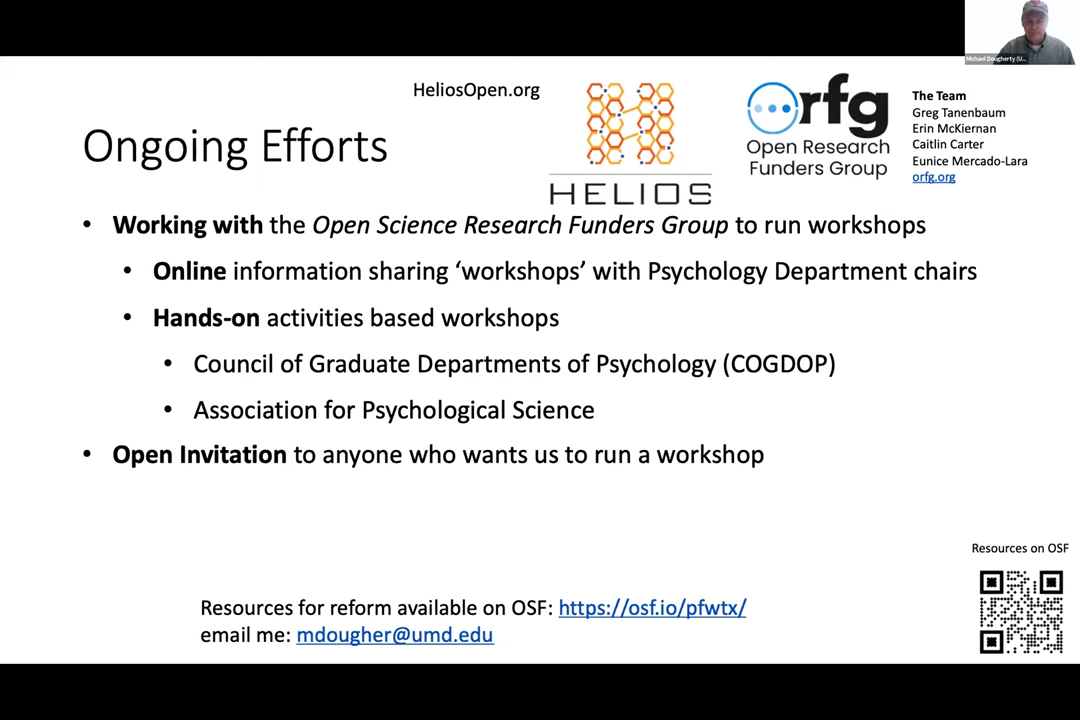 Michael Dougherty (U...
HeliosOpen.org
HELIOS
orfg
Open Research
Funders Group
The Team
Greg Tanenbaum
Erin McKiernan
Caitlin Carter
Eunice Mercado-Lara
orfg.org
Ongoing Efforts
• Working with the Open Science Research Funders Group to run workshops
• Online information sharing ‘workshops’ with Psychology Department chairs
• Hands-on activities based workshops
• Council of Graduate Departments of Psychology (COGDOP)
• Association for Psychological Science
• Open Invitation to anyone who wants us to run a workshop
Resources on OSF
Resources for reform available on OSF: https://osf.io/pfwtx/
email me: mdougher@umd.edu